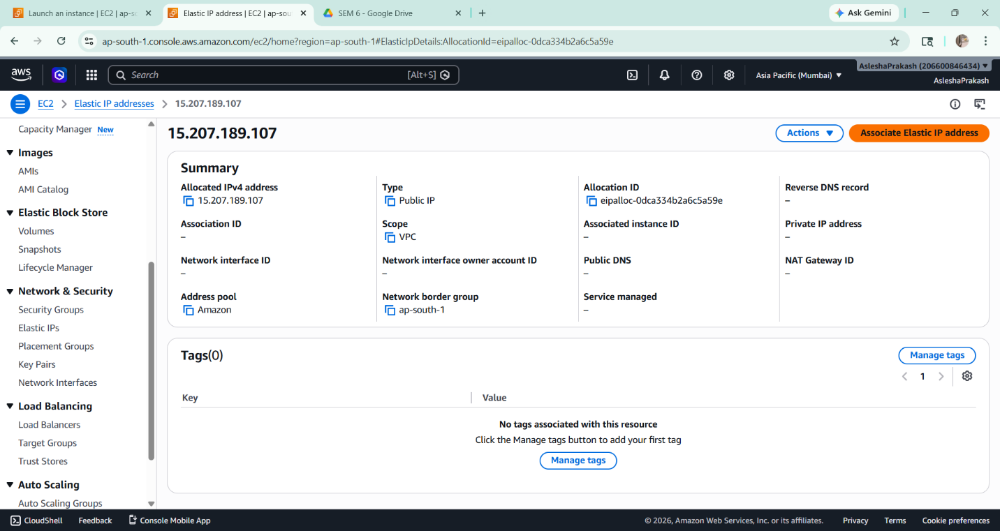 Launch an instance | EC2 | ap-sc
Elastic IP address | EC2 | ap-sou
SEM 6 - Google Drive
Ask Gemini
ap-south-1.console.aws.amazon.com/ec2/home?region=ap-south-1#ElasticIpDetails:AllocationId=eipalloc-0dca334b2a6c5a59e
aws
Search
[Alt+S]
Asia Pacific (Mumbai)
AsleshaPrakash (206600846434)
AsleshaPrakash
EC2
Elastic IP addresses
15.207.189.107
Capacity Manager New
Images
AMIs
AMI Catalog
Elastic Block Store
Volumes
Snapshots
Lifecycle Manager
Network & Security
Security Groups
Elastic IPs
Placement Groups
Key Pairs
Network Interfaces
Load Balancing
Load Balancers
Target Groups
Trust Stores
Auto Scaling
Auto Scaling Groups
15.207.189.107
Actions
Associate Elastic IP address
Summary
Allocated IPv4 address
15.207.189.107
Type
Public IP
Allocation ID
eipalloc-0dca334b2a6c5a59e
Reverse DNS record
–
Association ID
–
Scope
VPC
Associated instance ID
–
Private IP address
–
Network interface ID
–
Network interface owner account ID
–
Public DNS
–
NAT Gateway ID
–
Address pool
Amazon
Network border group
ap-south-1
Service managed
–
Tags(0)
Manage tags
1
Key
Value
No tags associated with this resource
Click the Manage tags button to add your first tag
Manage tags
CloudShell
Feedback
Console Mobile App
© 2026, Amazon Web Services, Inc. or its affiliates.
Privacy
Terms
Cookie preferences